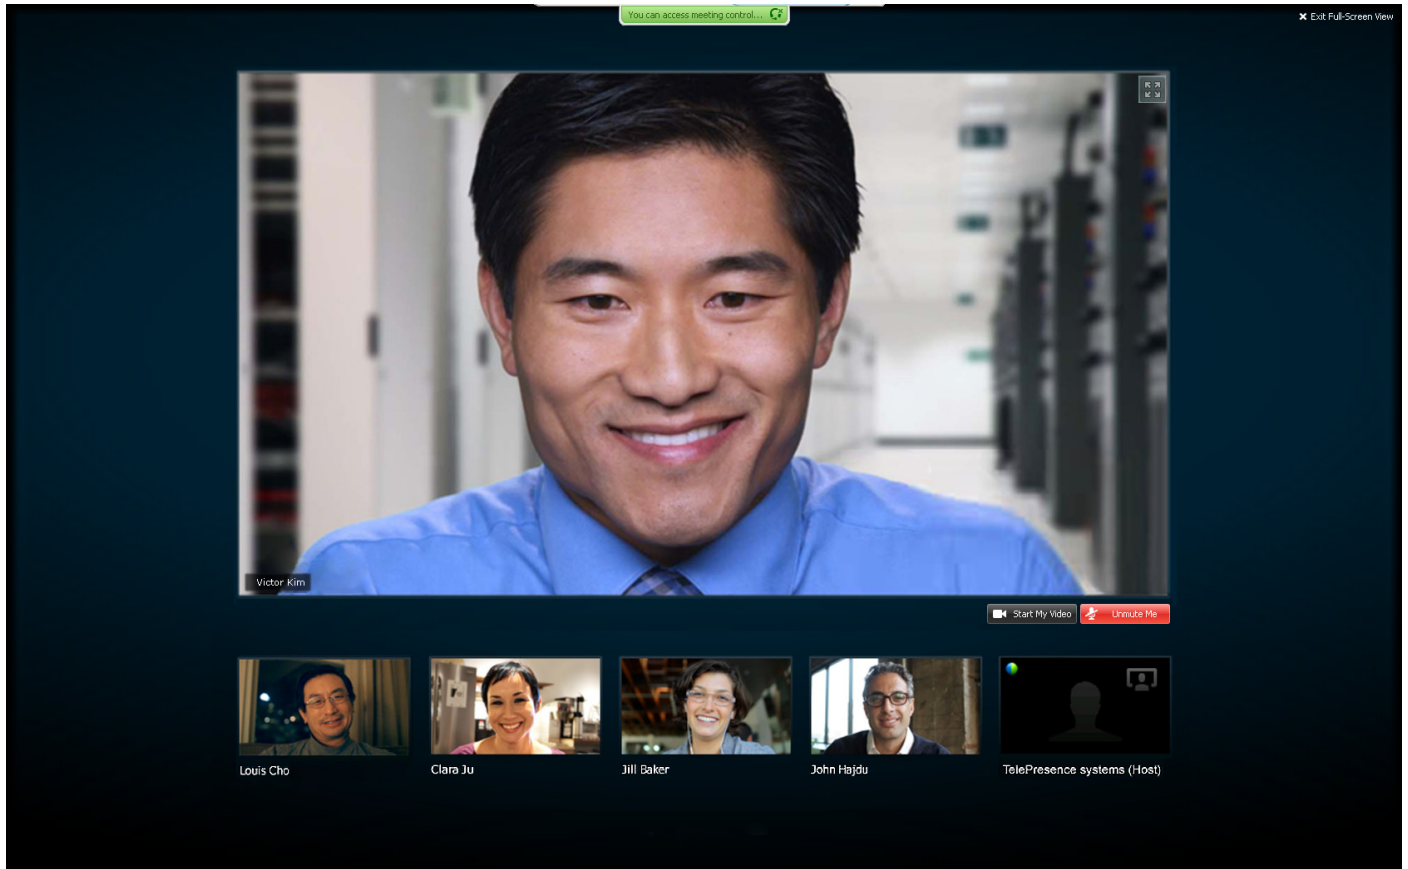 You can access meeting control...
Exit Full-Screen View
Victor Kim
Start My Video
Unmute Me
Louis Cho
Clara Ju
Jill Baker
John Hajdu
TelePresence systems (Host)